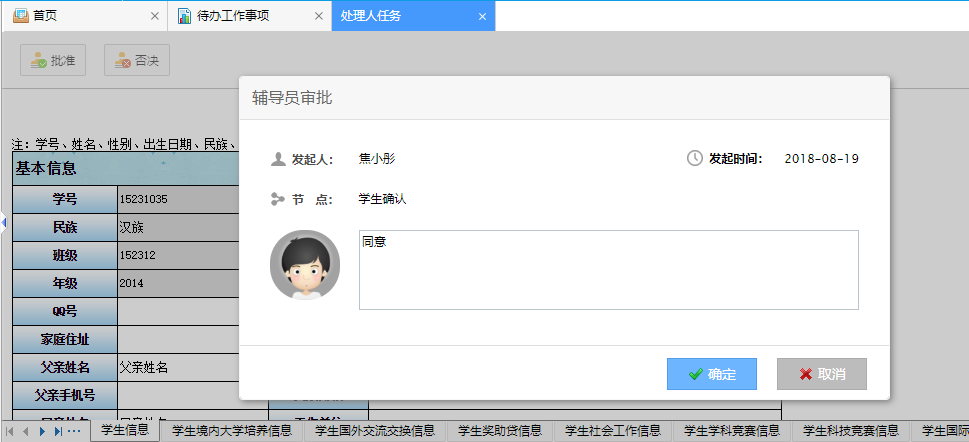 首页
待办工作事项
处理人任务
批准
否决
辅导员审批
发起人：
焦小彤
发起时间：
2018-08-19
节 点：
学生确认
同意
确定
取消
注：学号、姓名、性别、出生日期、民族、
基本信息
学号 15231035
民族 汉族
班级 152312
年级 2014
QQ号
家庭住址
父亲姓名 父亲姓名
父亲手机号
学生信息
学生境内大学培养信息
学生国外交流交换信息
学生奖助贷信息
学生社会工作信息
学生学科竞赛信息
学生科技竞赛信息
学生国际